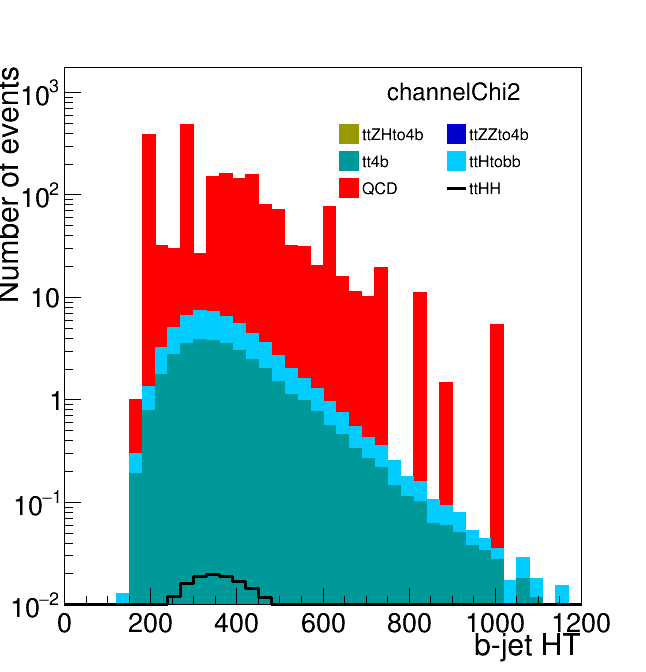 Number of events
10³
10²
10
1
10⁻¹
10⁻²
channelChi2
ttZHto4b ttZZto4b
tt4b ttHtobb
QCD ttHH
0 200 400 600 800 1000 1200
b-jet HT